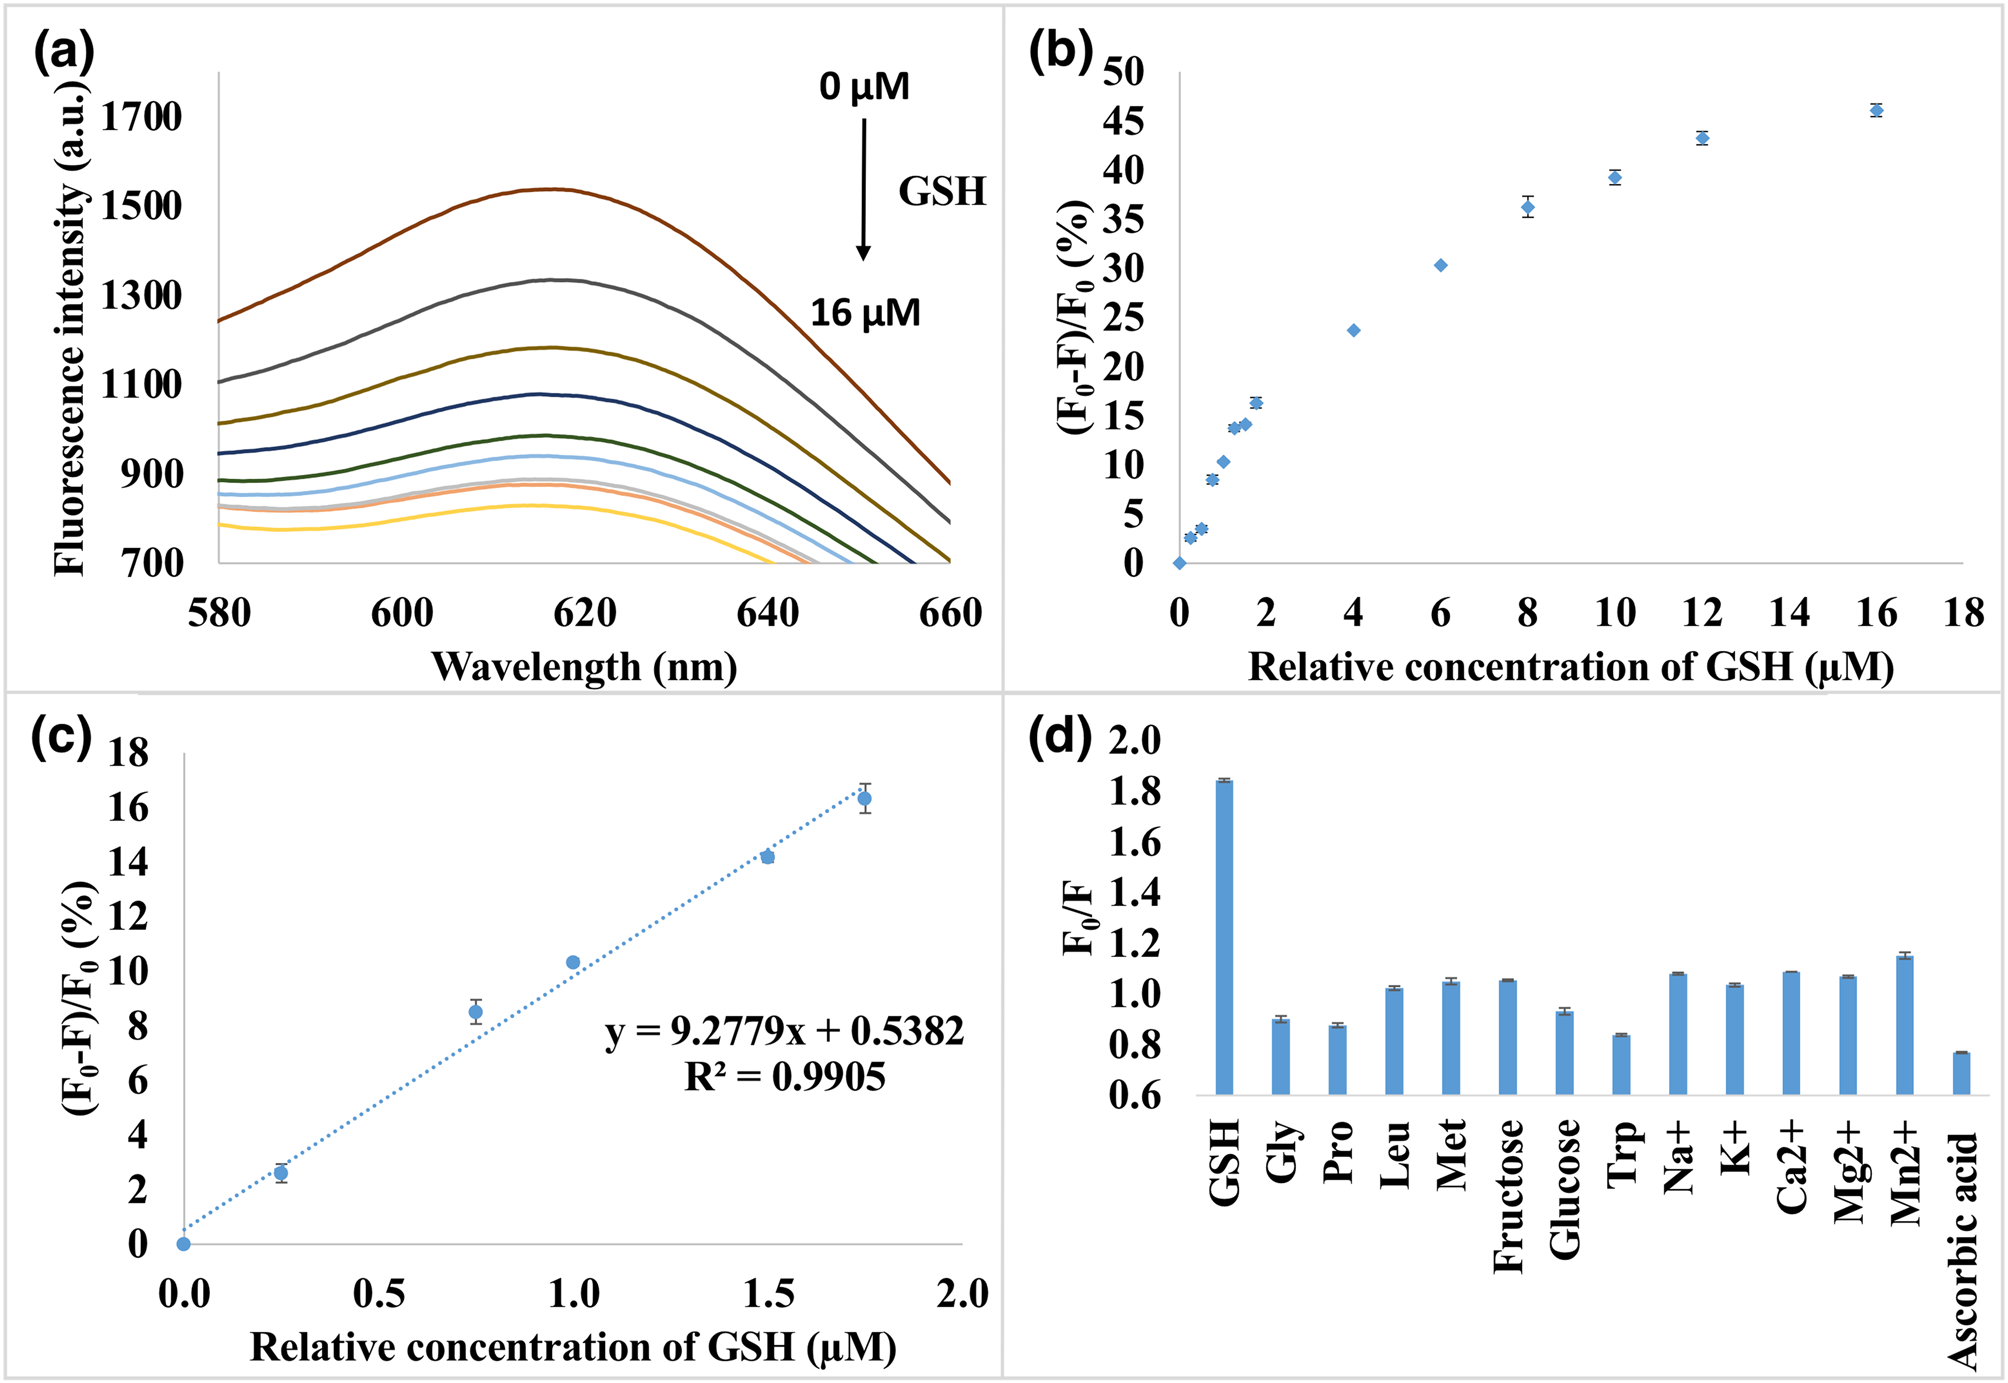 (a)
Fluorescence intensity (a.u.)
1700
1500
1300
1100
900
700
580 600 620 640 660
Wavelength (nm)
0 µM
GSH
16 µM
(b)
(F₀-F)/F₀ (%)
50
45
40
35
30
25
20
15
10
5
0
0 2 4 6 8 10 12 14 16 18
Relative concentration of GSH (µM)
(c)
(F₀-F)/F₀ (%)
18
16
14
12
10
8
6
4
2
0
0.0 0.5 1.0 1.5 2.0
Relative concentration of GSH (µM)
y = 9.2779x + 0.5382
R² = 0.9905
(d)
F₀/F
2.0
1.8
1.6
1.4
1.2
1.0
0.8
0.6
GSH
Gly
Pro
Leu
Met
Fructose
Glucose
Trp
Na+
K+
Ca2+
Mg2+
Mn2+
Ascorbic acid